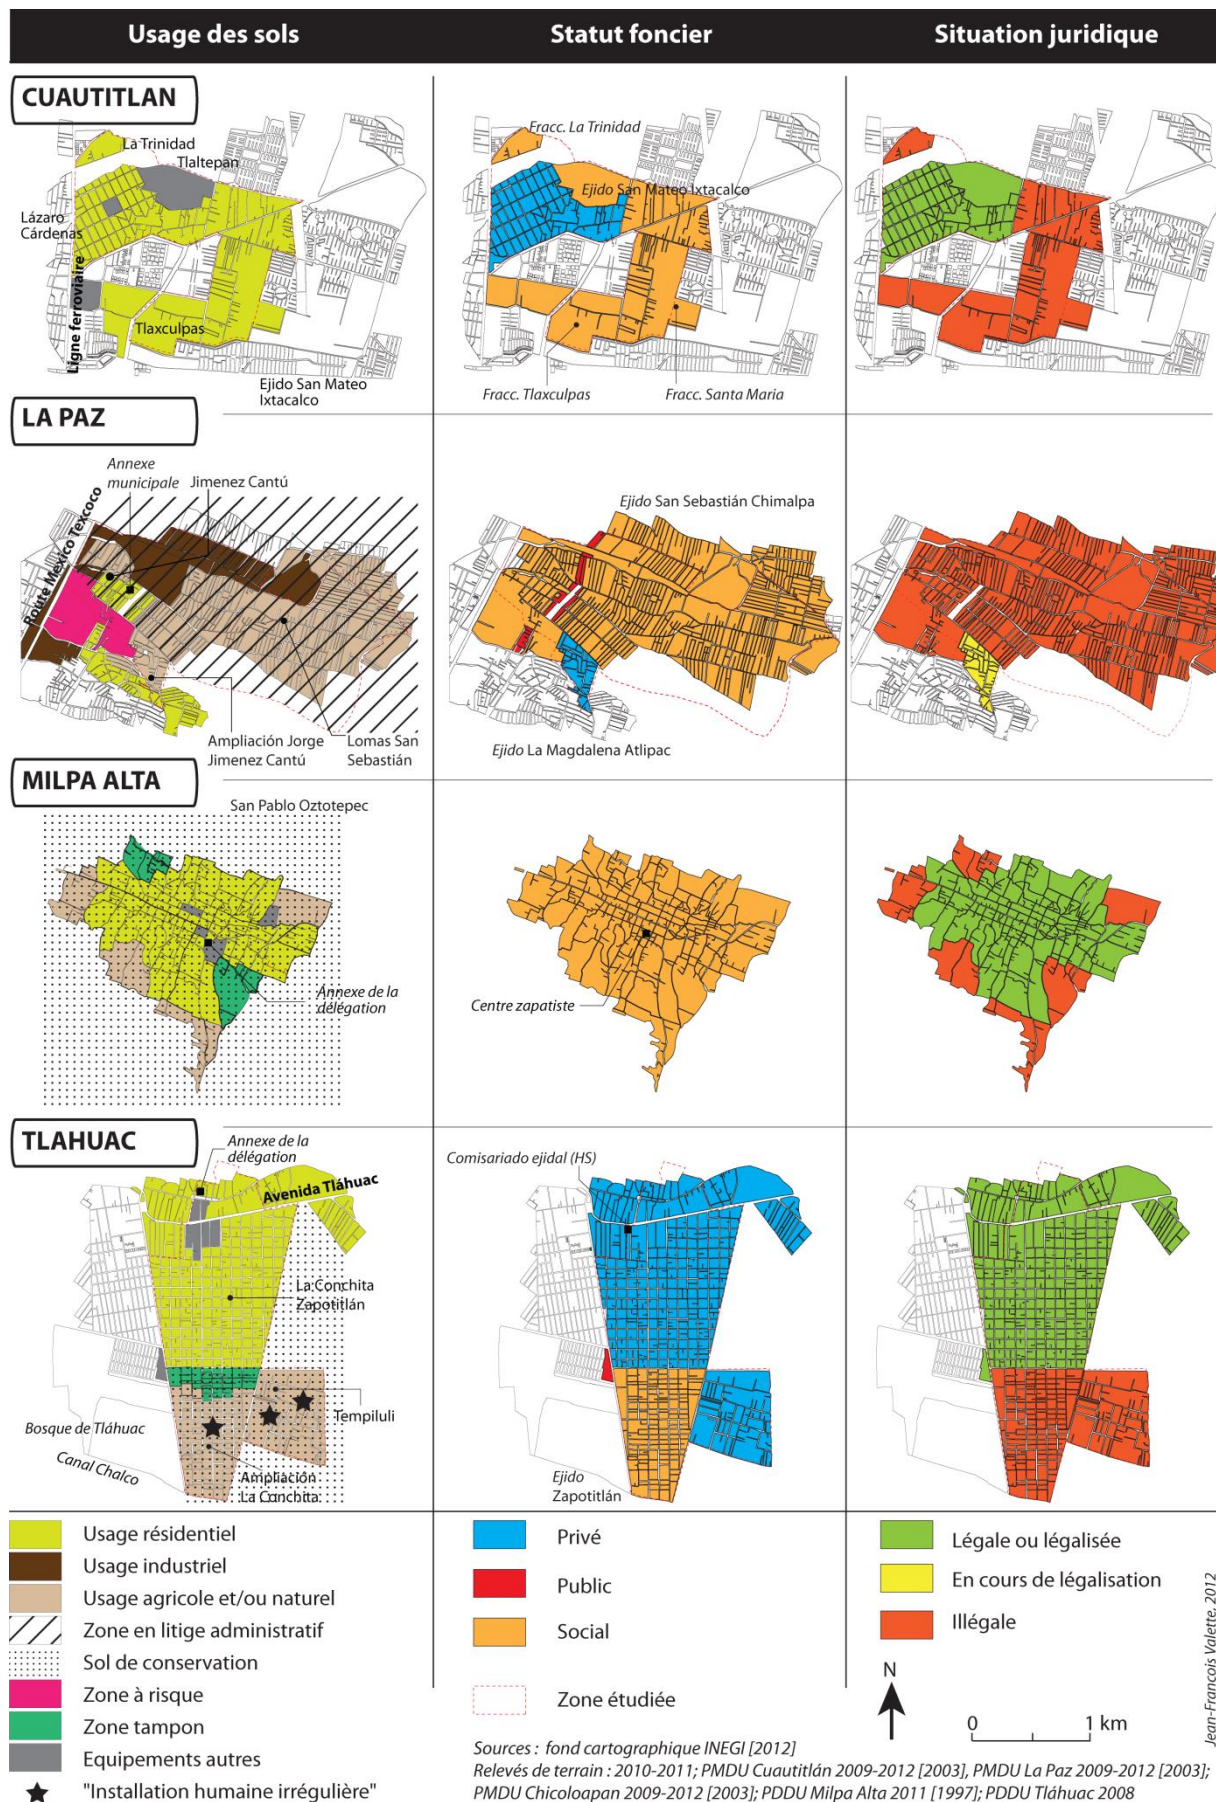 Usage des sols
Statut foncier
Situation juridique
CUAUTITLAN
La Trinidad
Tlaltepan
Lázaro
Cárdenas
Ligne ferroviaire
Tlaxculpas
Ejido San Mateo
Ixtacalco
Fracc. La Trinidad
Ejido San Mateo Ixtacalco
Fracc. Tlaxculpas
Fracc. Santa Maria
LA PAZ
Annexe
municipale
Jimenez Cantú
Route Mexico Texcoco
Ampliación Jorge
Jimenez Cantú
Lomas San
Sebastián
Ejido San Sebastián Chimalpa
Ejido La Magdalena Atlipac
MILPA ALTA
San Pablo Oztotepec
Annexe de la
délégation
Centre zapatiste
TLAHUAC
Annexe de la
délégation
Avenida Tláhuac
La Conchita
Zapotitlán
Tempiluli
Bosque de Tláhuac
Canal Chalco
Ampliación
La Conchita
Comisariado ejidal (HS)
Ejido
Zapotitlán
Usage résidentiel
Usage industriel
Usage agricole et/ou naturel
Zone en litige administratif
Sol de conservation
Zone à risque
Zone tampon
Equipements autres
"Installation humaine irrégulière"
Privé
Public
Social
Zone étudiée
Légale ou légalisée
En cours de légalisation
Illégale
N
0 1 km
Jean-François Valette, 2012
Sources : fond cartographique INEGI [2012]
Relevés de terrain : 2010-2011; PMDU Cuautitlán 2009-2012 [2003], PMDU La Paz 2009-2012 [2003];
PMDU Chicoloapan 2009-2012 [2003]; PDDU Milpa Alta 2011 [1997]; PDDU Tláhuac 2008